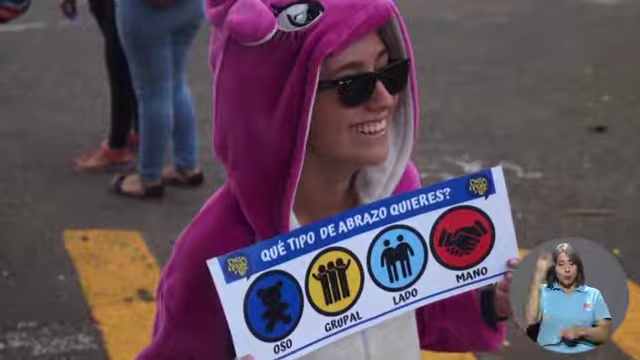 QUÉ TIPO DE ABRAZO QUIERES?
OSO
GRUPAL
LADO
MANO